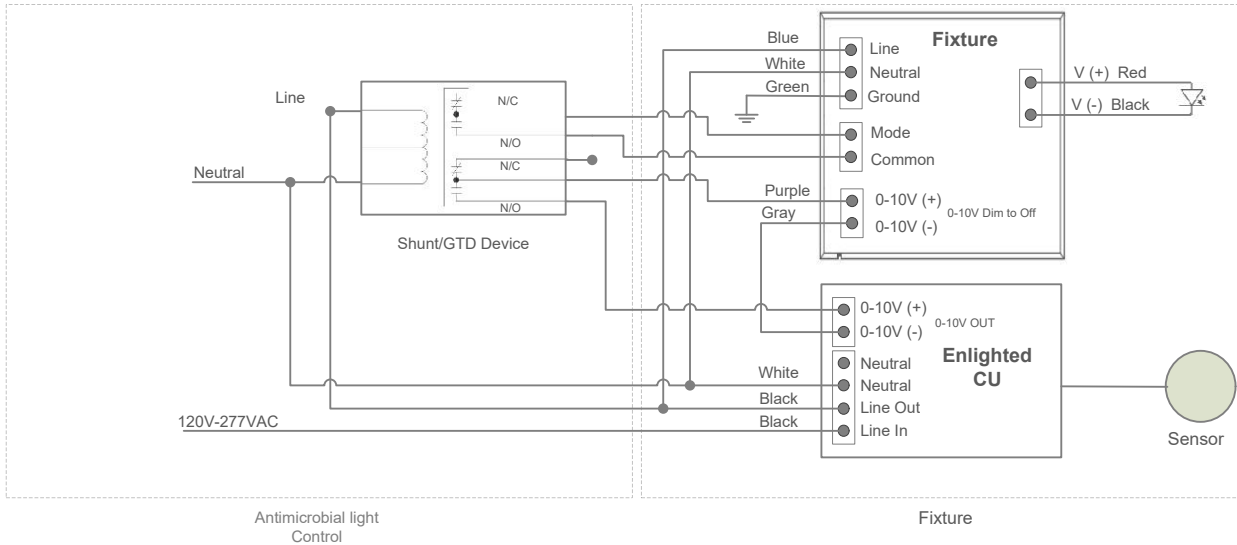 Line
Neutral
120V-277VAC
N/C
N/O
N/C
N/O
Shunt/GTD Device
Antimicrobial light
Control
Blue
White
Green
Purple
Gray
White
Black
Black
Fixture
Line
Neutral
Ground
Mode
Common
0-10V (+)
0-10V (-)
0-10V Dim to Off
V (+) Red
V (-) Black
0-10V (+)
0-10V (-)
0-10V OUT
Enlighted
CU
Neutral
Neutral
Line Out
Line In
Sensor
Fixture